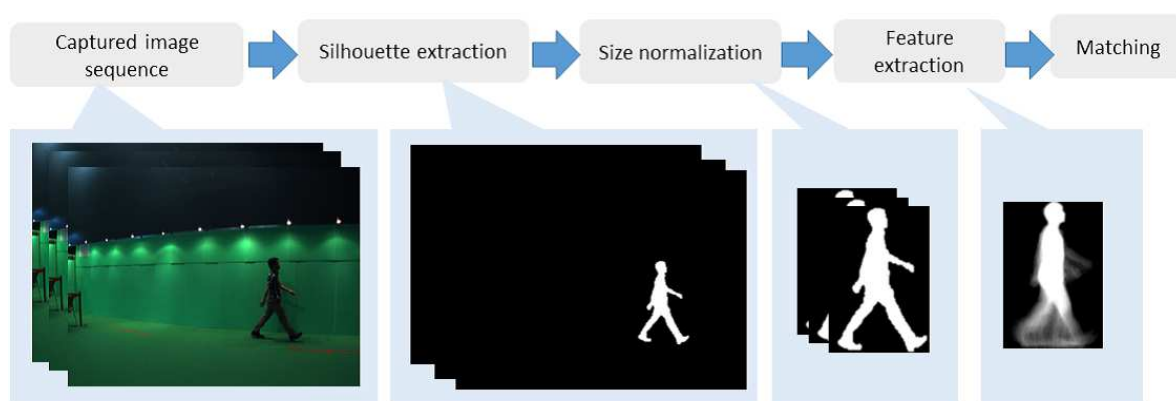 Captured image
sequence
Silhouette extraction
Size normalization
Feature
extraction
Matching